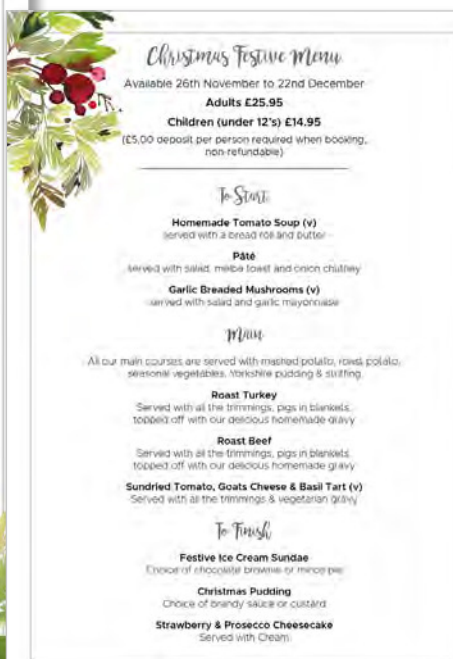 Christmas Festive Menu
Available 26th November to 22nd December
Adults £25.95
Children (under 12's) £14.95
(£5.00 deposit per person required when booking,
non-refundable)
To Start
Homemade Tomato Soup (v)
served with a bread roll and butter
Pâté
served with salad, melba toast and onion chutney
Garlic Breaded Mushrooms (v)
served with salad and garlic mayonnaise
Main
All our main courses are served with mashed potato, roast potato,
seasonal vegetables, Yorkshire pudding & stuffing
Roast Turkey
Served with all the trimmings, pigs in blankets,
topped off with our delicious homemade gravy
Roast Beef
Served with all the trimmings, pigs in blankets,
topped off with our delicious homemade gravy
Sundried Tomato, Goats Cheese & Basil Tart (v)
Served with all the trimmings & vegetarian gravy
To Finish
Festive Ice Cream Sundae
Choice of chocolate brownie or mince pie
Christmas Pudding
Choice of brandy sauce or custard
Strawberry & Prosecco Cheesecake
Served with Cream